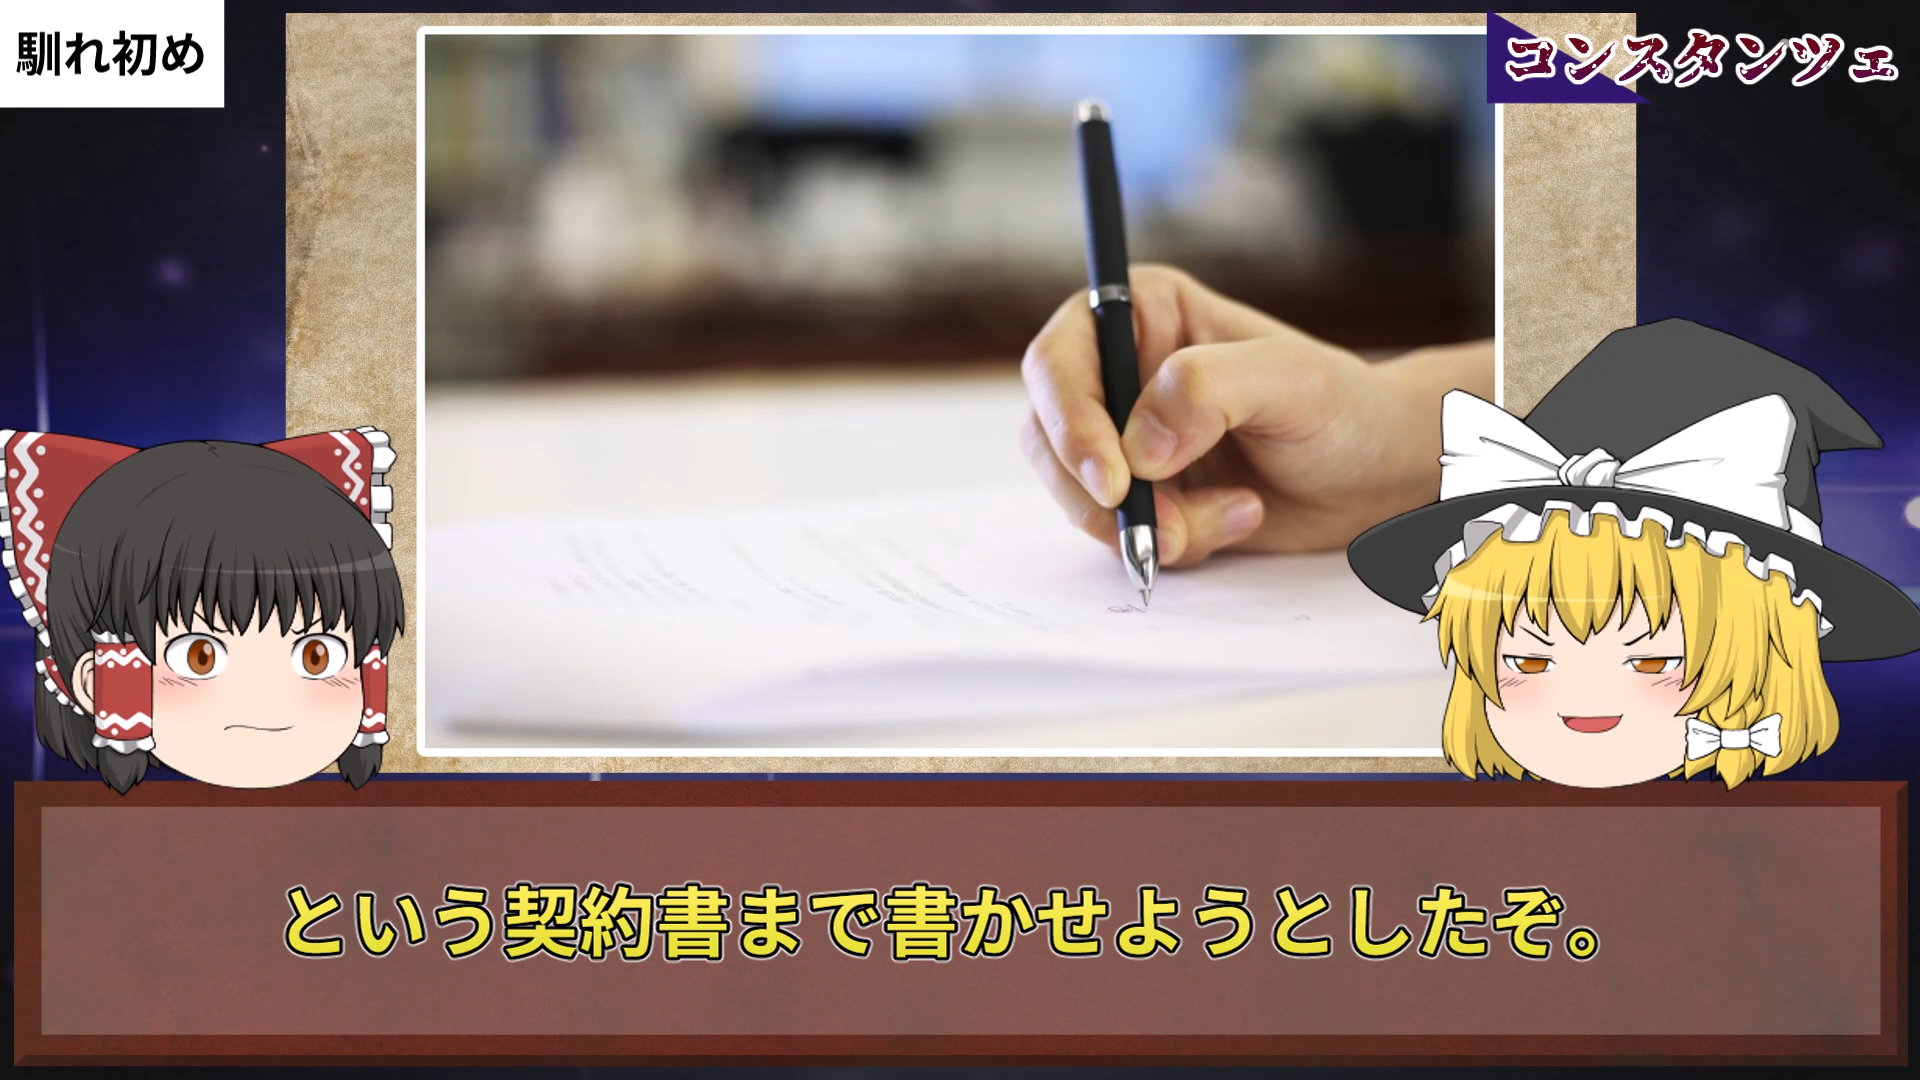 馴れ初め
コンスタンツェ
という契約書まで書かせようとしたぞ。